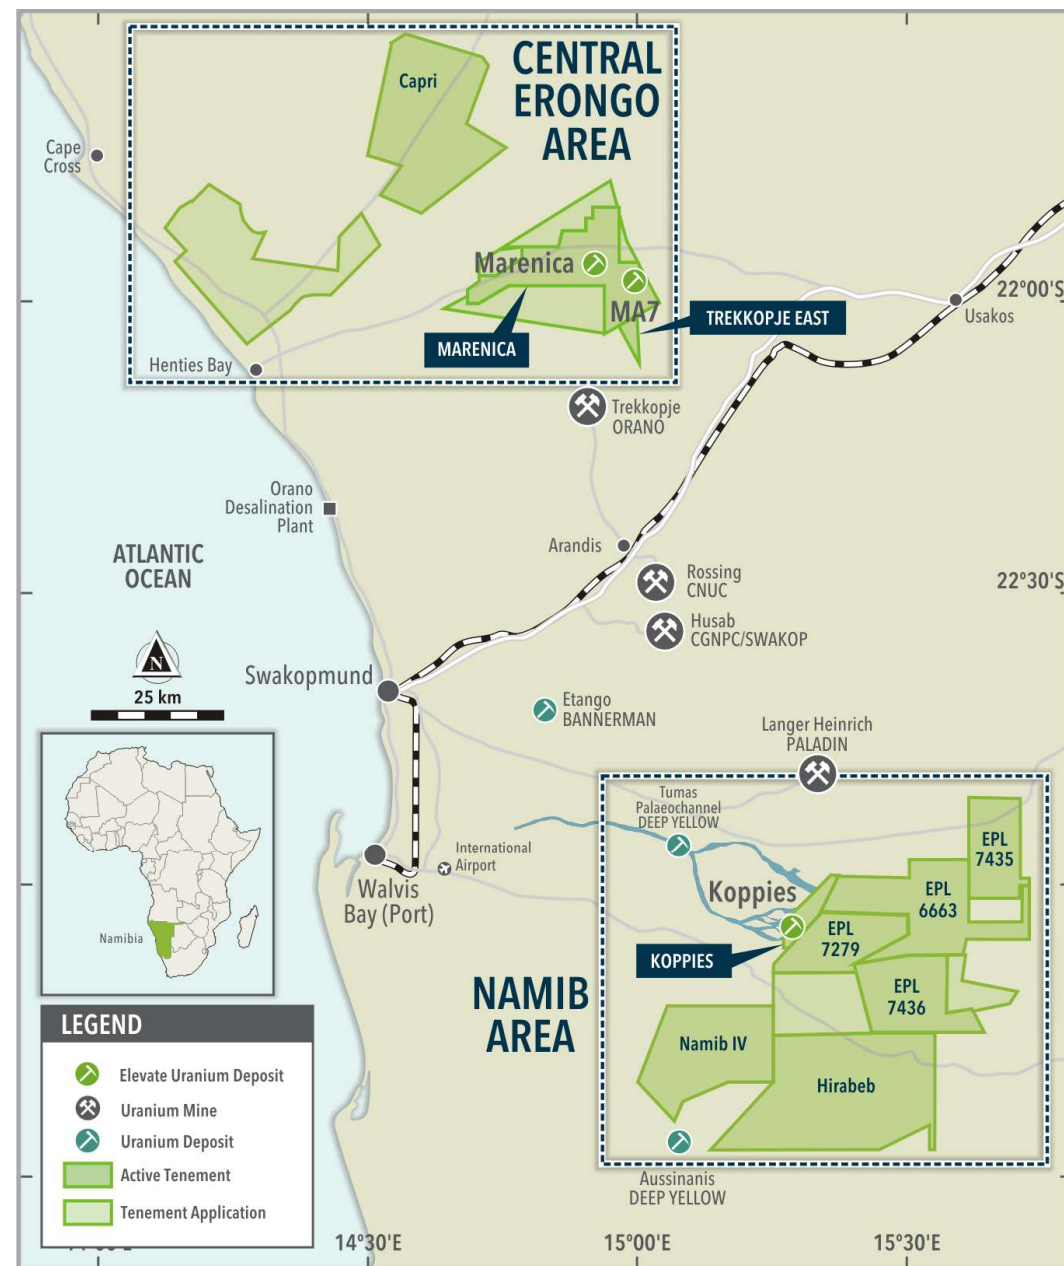 CENTRAL
ERONGO
AREA
Capri
Cape
Cross
Marenica
MA7
MARENICA
TREKKOPJE EAST
22°00'S
Usakos
Henties Bay
Trekkopje
ORANO
Orano
Desalination
Plant
Arandis
ATLANTIC
OCEAN
Rossing
CNUC
22°30'S
Husab
CGNPC/SWAKOP
N
25 km
Swakopmund
Etango
BANNERMAN
Langer Heinrich
PALADIN
Tumas
Palaeochannel
DEEP YELLOW
International
Airport
Walvis
Bay (Port)
Namibia
Koppies
KOPPIES
EPL
7435
EPL
6663
EPL
7279
EPL
7436
NAMIB
AREA
Namib IV
Hirabeb
Aussinanis
DEEP YELLOW
LEGEND
Elevate Uranium Deposit
Uranium Mine
Uranium Deposit
Active Tenement
Tenement Application
14°30'E
15°00'E
15°30'E